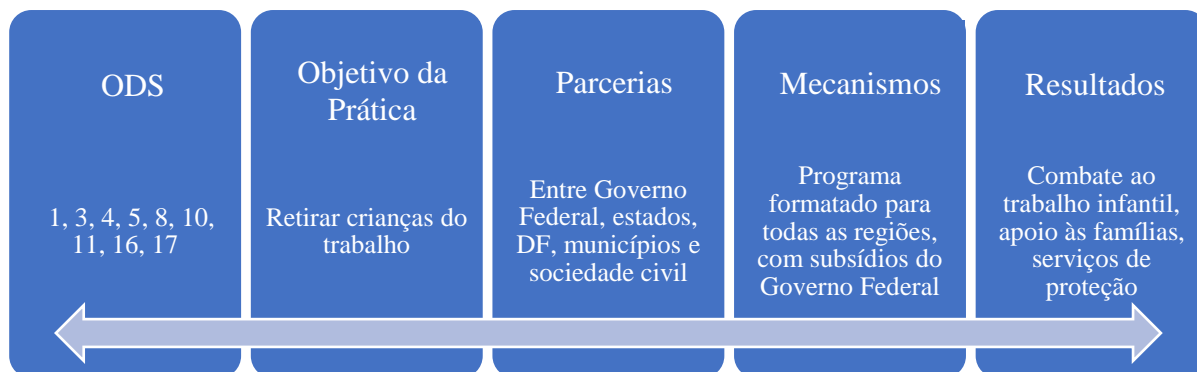 ODS
1, 3, 4, 5, 8, 10,
11, 16, 17
Objetivo da
Prática
Retirar crianças do
trabalho
Parcerias
Entre Governo
Federal, estados,
DF, municípios e
sociedade civil
Mecanismos
Programa
formatado para
todas as regiões,
com subsídios do
Governo Federal
Resultados
Combate ao
trabalho infantil,
apoio às famílias,
serviços de
proteção